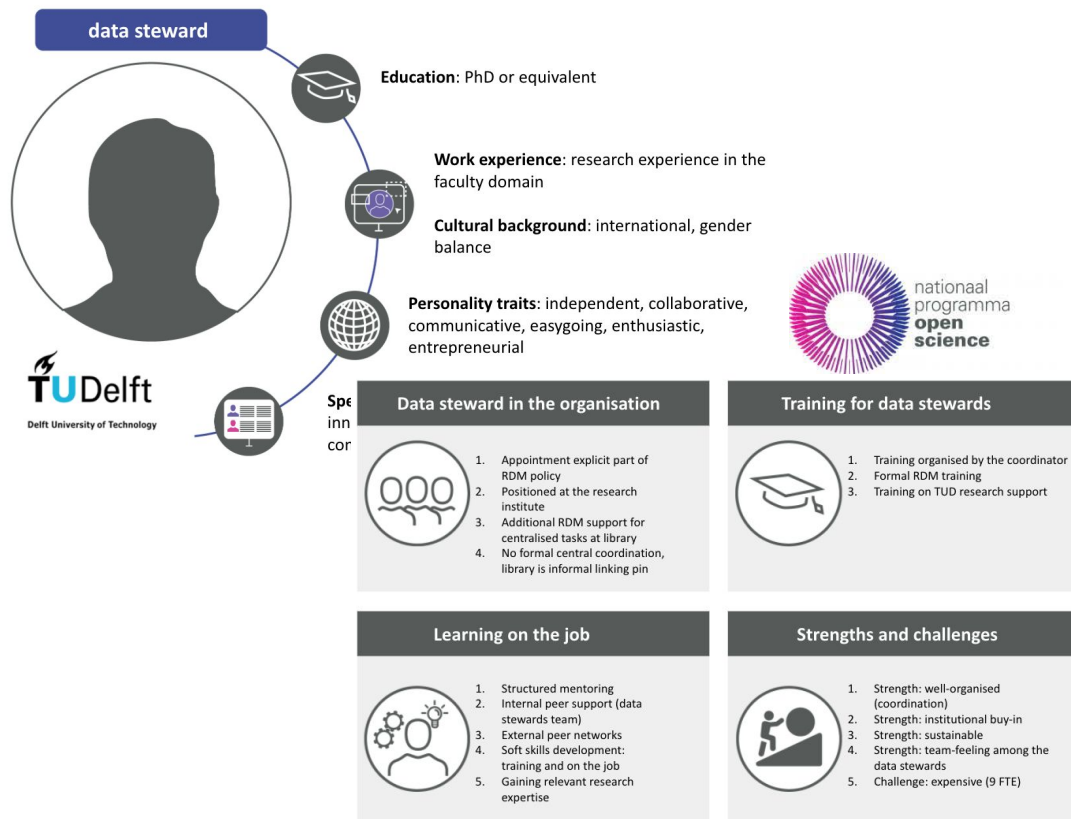 data steward
Education: PhD or equivalent
Work experience: research experience in the
faculty domain
Cultural background: international, gender
balance
Personality traits: independent, collaborative,
communicative, easygoing, enthusiastic,
entrepreneurial
nationaal
programma
open
science
TUDelft
Delft University of Technology
Spe
inn
cor
Data steward in the organisation
1. Appointment explicit part of
RDM policy
2. Positioned at the research
institute
3. Additional RDM support for
centralised tasks at library
4. No formal central coordination,
library is informal linking pin
Training for data stewards
1. Training organised by the coordinator
2. Formal RDM training
3. Training on TUD research support
Learning on the job
1. Structured mentoring
2. Internal peer support (data
stewards team)
3. External peer networks
4. Soft skills development:
training and on the job
5. Gaining relevant research
expertise
Strengths and challenges
1. Strength: well-organised
(coordination)
2. Strength: institutional buy-in
3. Strength: sustainable
4. Strength: team-feeling among the
data stewards
5. Challenge: expensive (9 FTE)